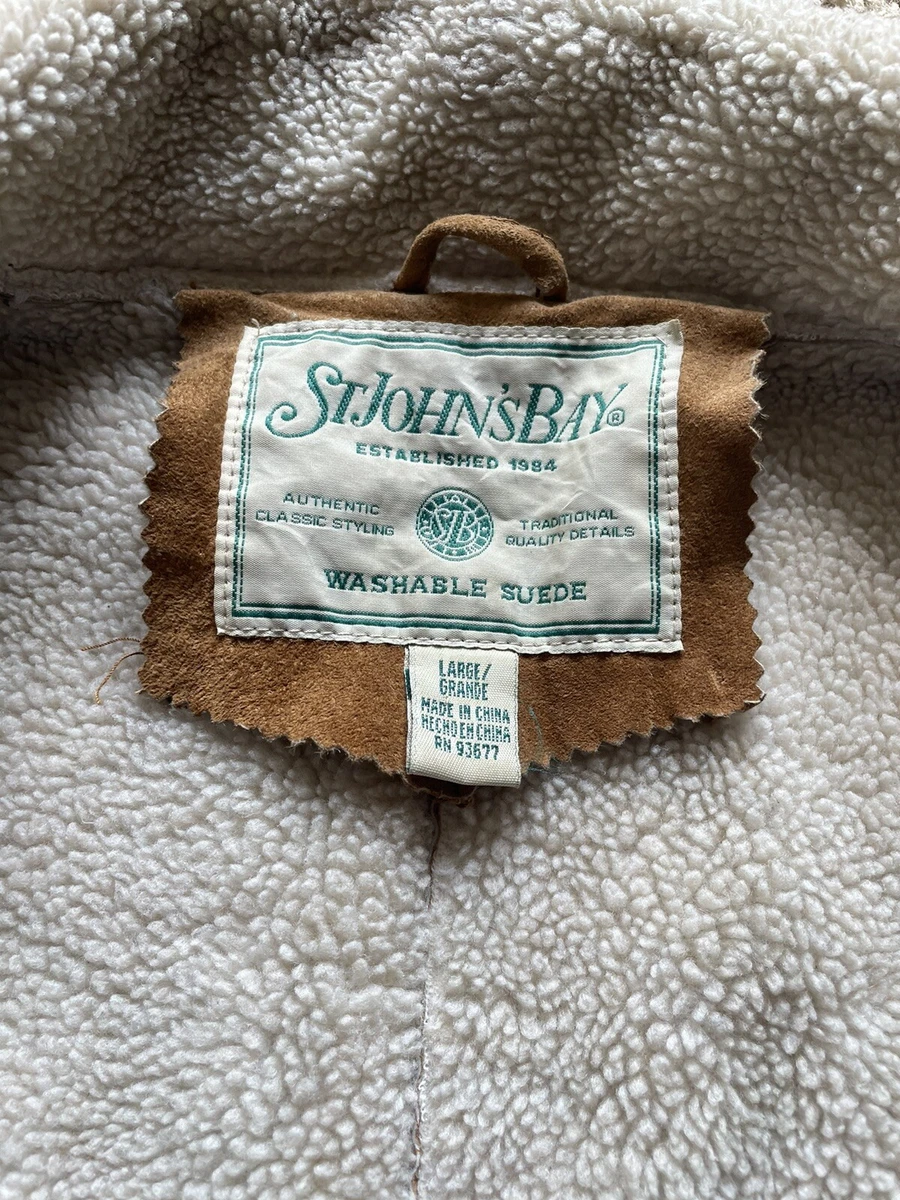 ST. JOHN'S BAY®
ESTABLISHED 1984
AUTHENTIC
CLASSIC STYLING
SJB
TRADITIONAL
QUALITY DETAILS
WASHABLE SUEDE
LARGE/
GRANDE
MADE IN CHINA
HECHO EN CHINA
RN 93677